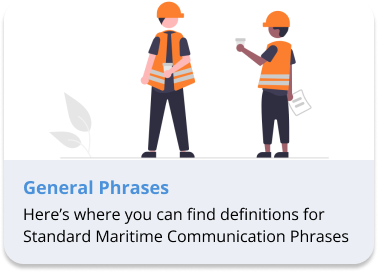 General Phrases
Here’s where you can find definitions for
Standard Maritime Communication Phrases